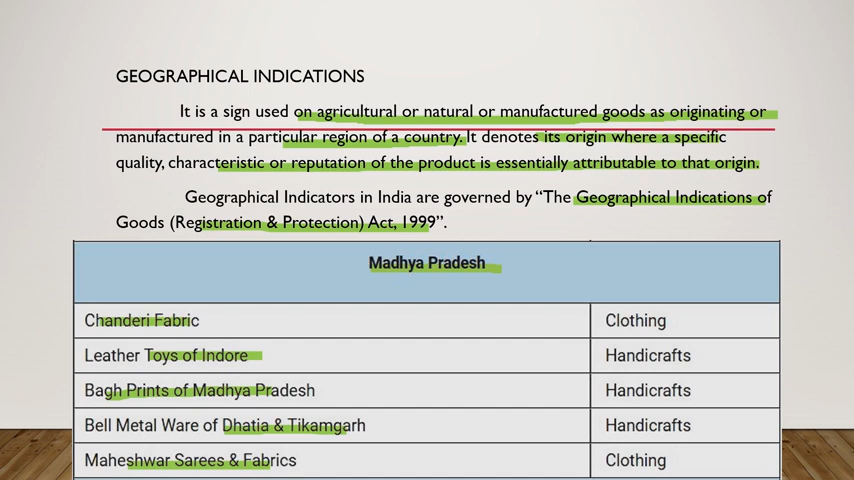 GEOGRAPHICAL INDICATIONS
It is a sign used on agricultural or natural or manufactured goods as originating or
manufactured in a particular region of a country. It denotes its origin where a specific
quality, characteristic or reputation of the product is essentially attributable to that origin.
Geographical Indicators in India are governed by “The Geographical Indications of
Goods (Registration & Protection) Act, 1999”.
Madhya Pradesh
Chanderi Fabric Clothing
Leather Toys of Indore Handicrafts
Bagh Prints of Madhya Pradesh Handicrafts
Bell Metal Ware of Dhatia & Tikamgarh Handicrafts
Maheshwar Sarees & Fabrics Clothing